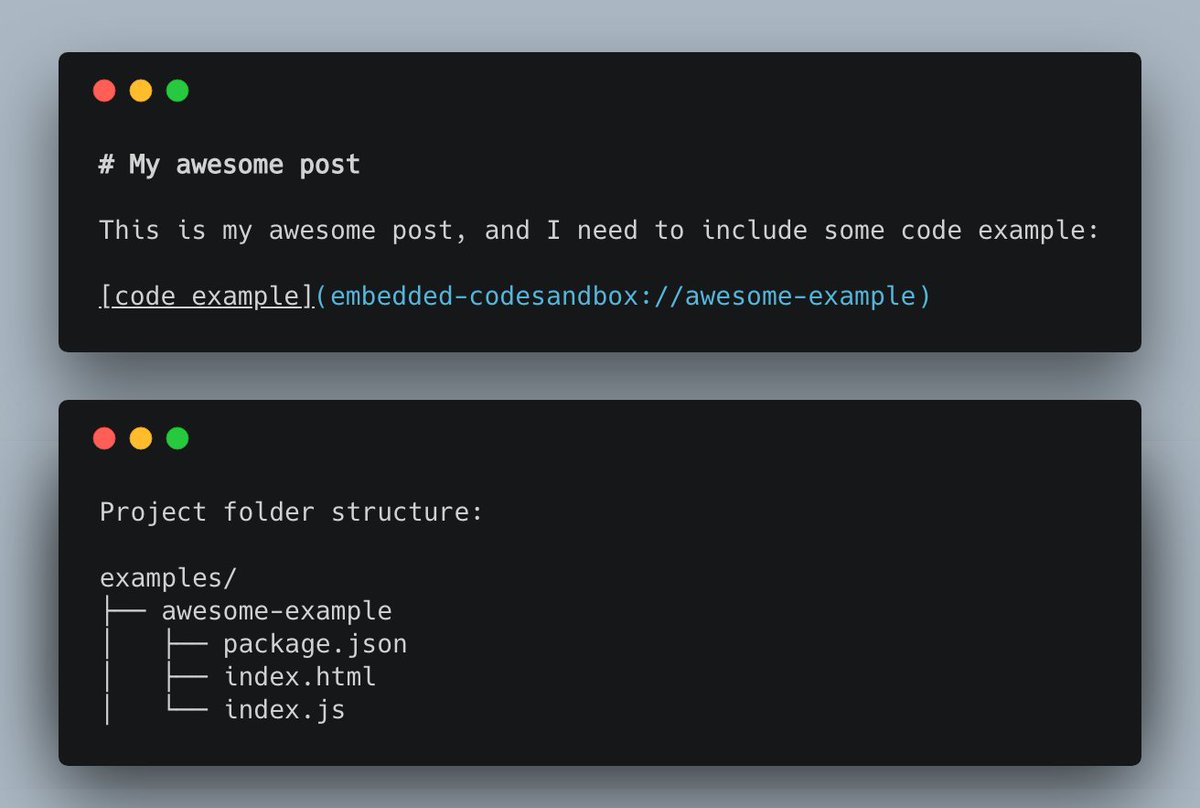 # My awesome post
This is my awesome post, and I need to include some code example:
[code example](embedded-codesandbox://awesome-example)
Project folder structure:
examples/
├── awesome-example
│   ├── package.json
│   ├── index.html
│   └── index.js